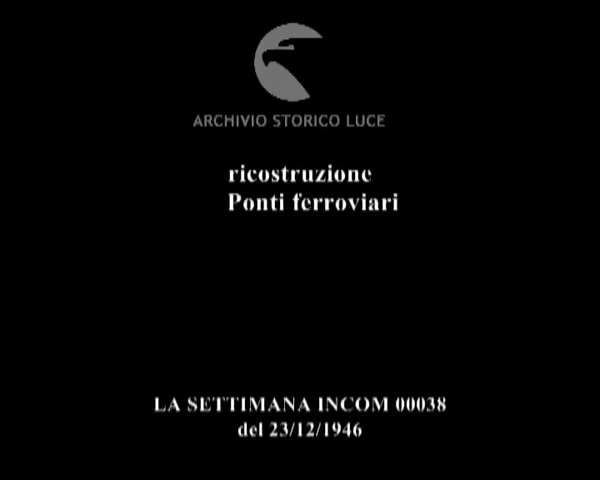 ARCHIVIO STORICO LUCE
ricostruzione
Ponti ferroviari
LA SETTIMANA INCOM 00038
del 23/12/1946